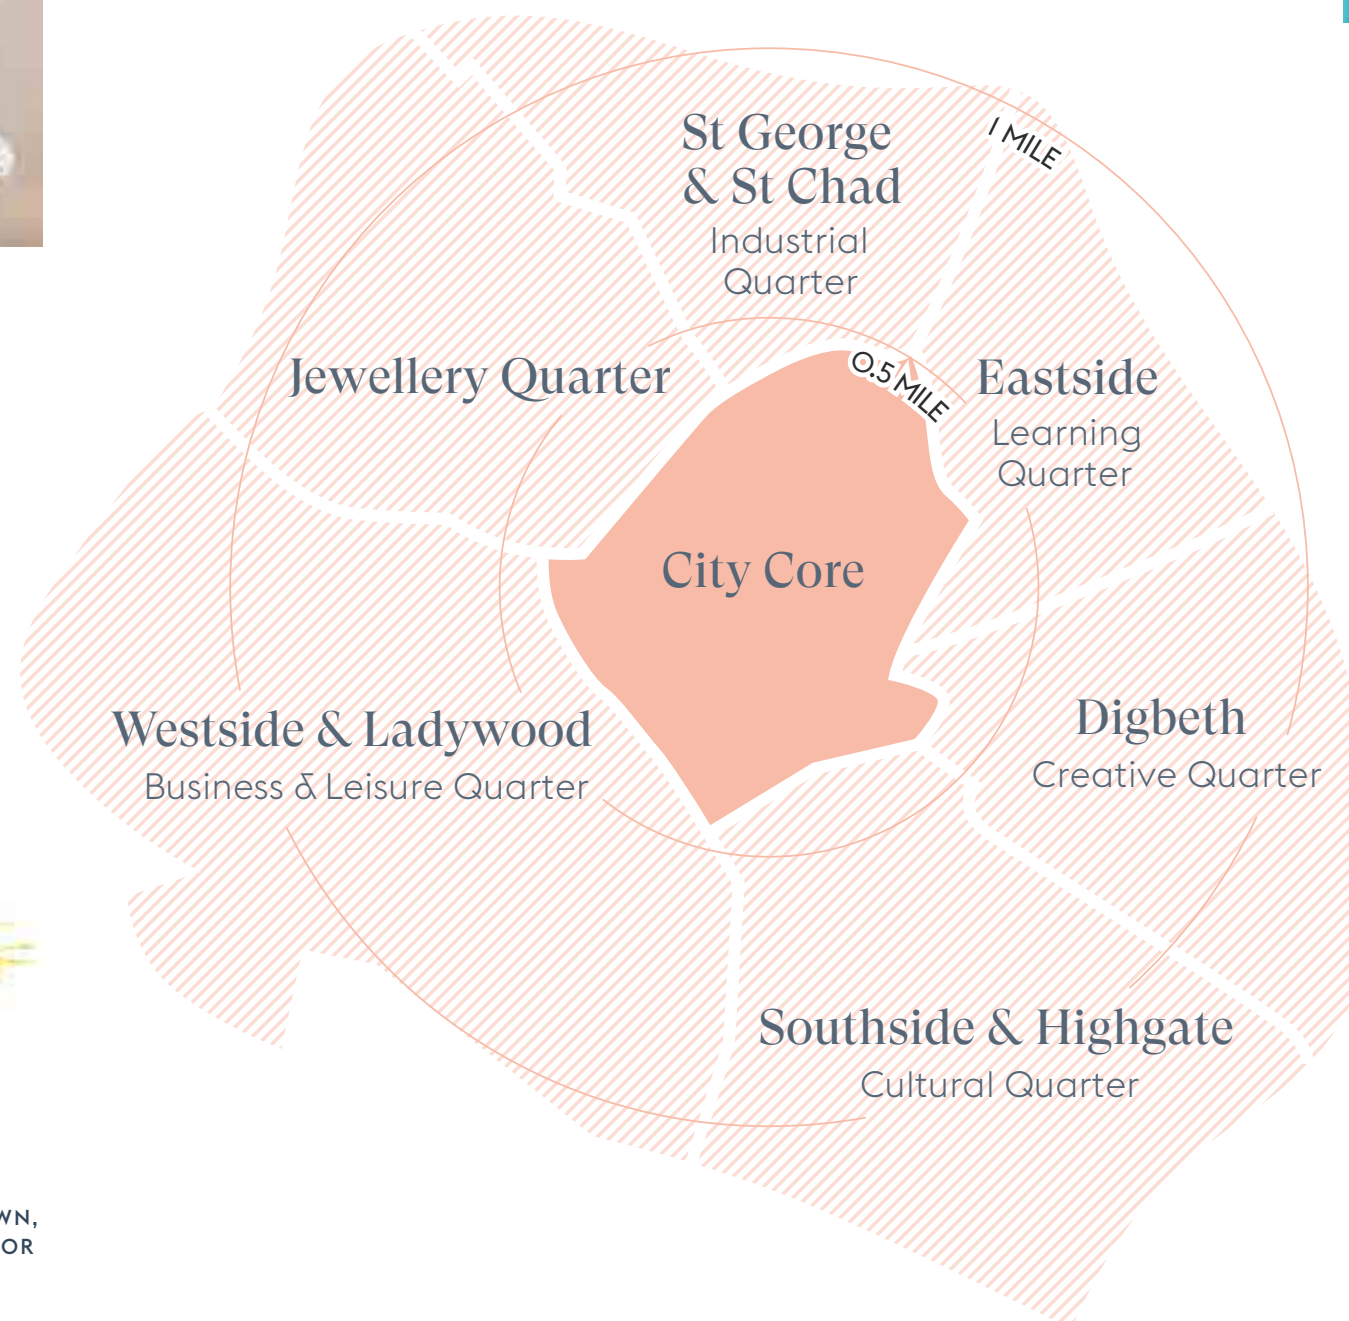 1 MILE
St George
& St Chad
Industrial
Quarter
0.5 MILE
Jewellery Quarter
Eastside
Learning
Quarter
City Core
Westside & Ladywood
Business & Leisure Quarter
Digbeth
Creative Quarter
Southside & Highgate
Cultural Quarter
OR